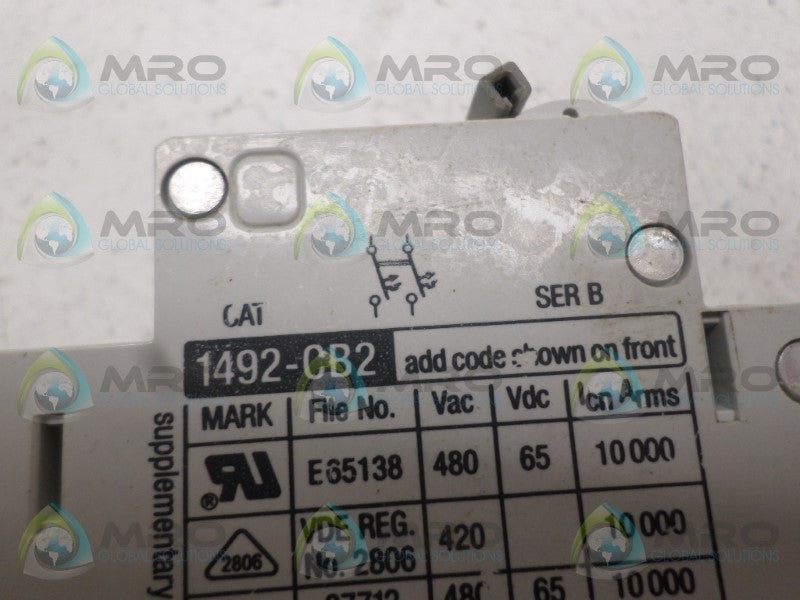 MRO
GLOBAL SOLUTIONS
CAT
SER B
1492-CB2
add code shown on front
MARK File No. Vac Vdc Icn Arms
E65138 480 65 10 000
VDE REG. 420 10 000
2806 No. 2806
65 10 000
supplementary